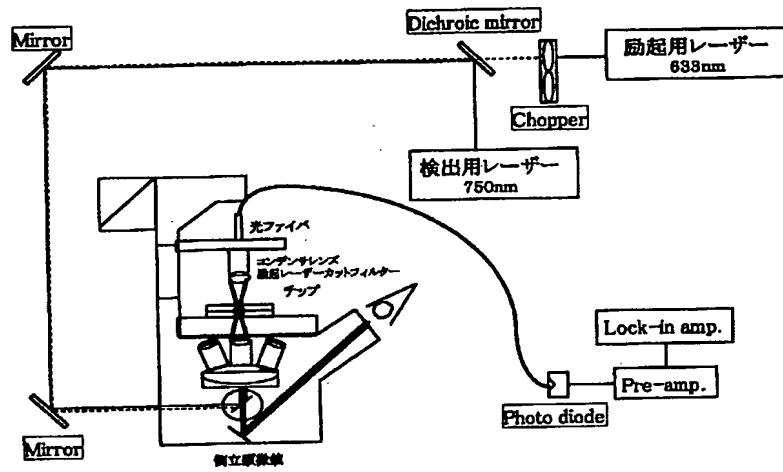 Mirror
Dichroic mirror
励起用レーザー
633nm
Chopper
検出用レーザー
750nm
光ファイバ
コンデンサレンズ
励起レーザーカットフィルター
チップ
Lock-in amp.
Pre-amp.
Photo diode
Mirror
倒立顕微鏡